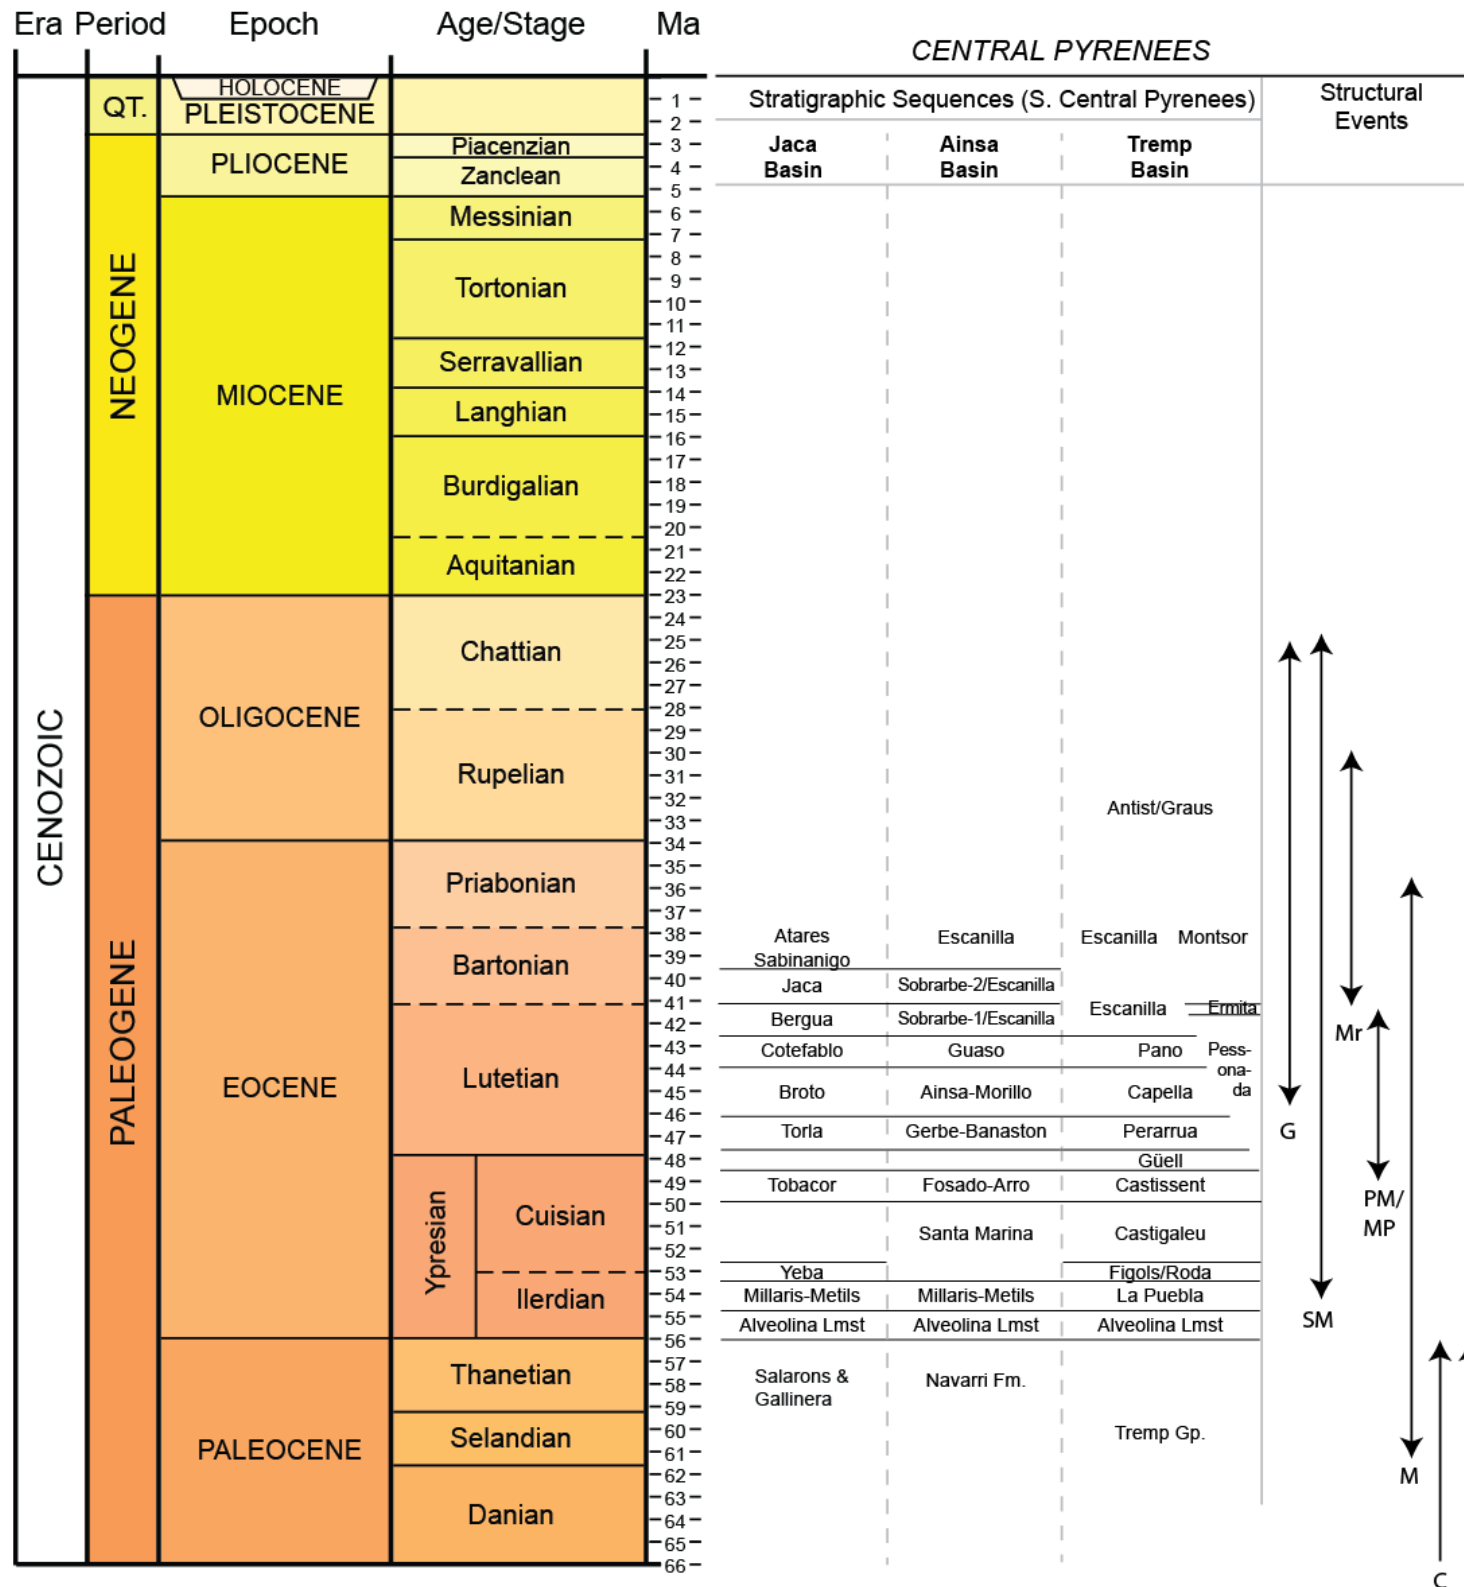 Era Period Epoch Age/Stage Ma
CENTRAL PYRENEES
Stratigraphic Sequences (S. Central Pyrenees)
Structural
Events
Jaca
Basin
Ainsa
Basin
Tremp
Basin
CENOZOIC
QT.
NEOGENE
PALEOGENE
HOLOCENE
PLEISTOCENE
PLIOCENE
MIOCENE
OLIGOCENE
EOCENE
PALEOCENE
Piacenzian
Zanclean
Messinian
Tortonian
Serravallian
Langhian
Burdigalian
Aquitanian
Chattian
Rupelian
Priabonian
Bartonian
Lutetian
Ypresian
Cuisian
Ilerdian
Thanetian
Selandian
Danian
1
2
3
4
5
6
7
8
9
10
11
12
13
14
15
16
17
18
19
20
21
22
23
24
25
26
27
28
29
30
31
32
33
34
35
36
37
38
39
40
41
42
43
44
45
46
47
48
49
50
51
52
53
54
55
56
57
58
59
60
61
62
63
64
65
66
Atares
Sabinanigo
Jaca
Bergua
Cotefablo
Broto
Torla
Tobacor
Yeba
Millaris-Metils
Alveolina Lmst
Salarons &
Gallinera
Escanilla
Sobrarbe-2/Escanilla
Sobrarbe-1/Escanilla
Guaso
Ainsa-Morillo
Gerbe-Banaston
Fosado-Arro
Santa Marina
Millaris-Metils
Alveolina Lmst
Navarri Fm.
Antist/Graus
Escanilla Montsor
Escanilla Ermita
Pano
Pess-
ona-
da
Capella
Perarrua
Güell
Castissent
Castigaleu
Figols/Roda
La Puebla
Alveolina Lmst
Tremp Gp.
G
SM
Mr
PM/
MP
M
C